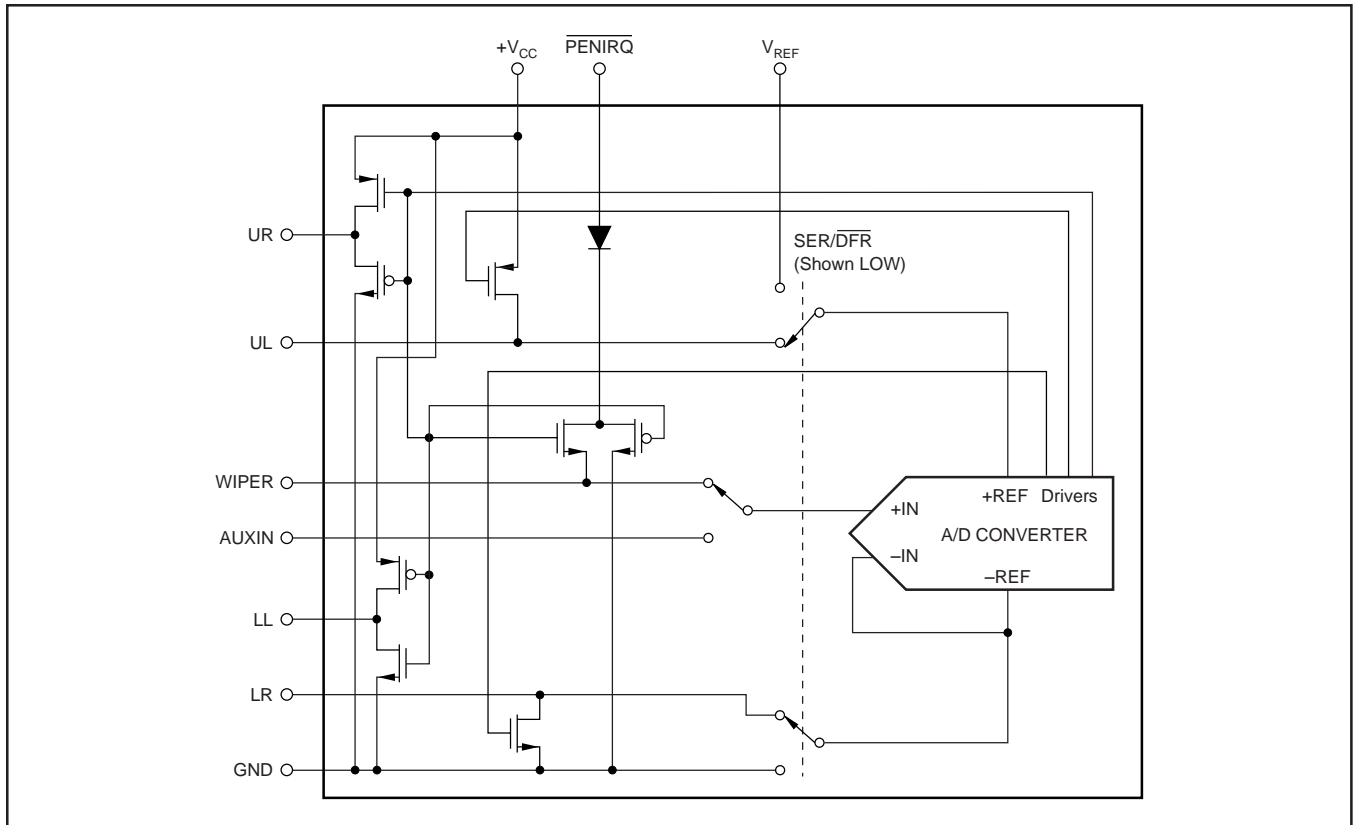 +VCC
PENIRQ
VREF
UR
SER/DFR
(Shown LOW)
UL
WIPER
+REF Drivers
+IN
AUXIN
A/D CONVERTER
–IN
–REF
LL
LR
GND